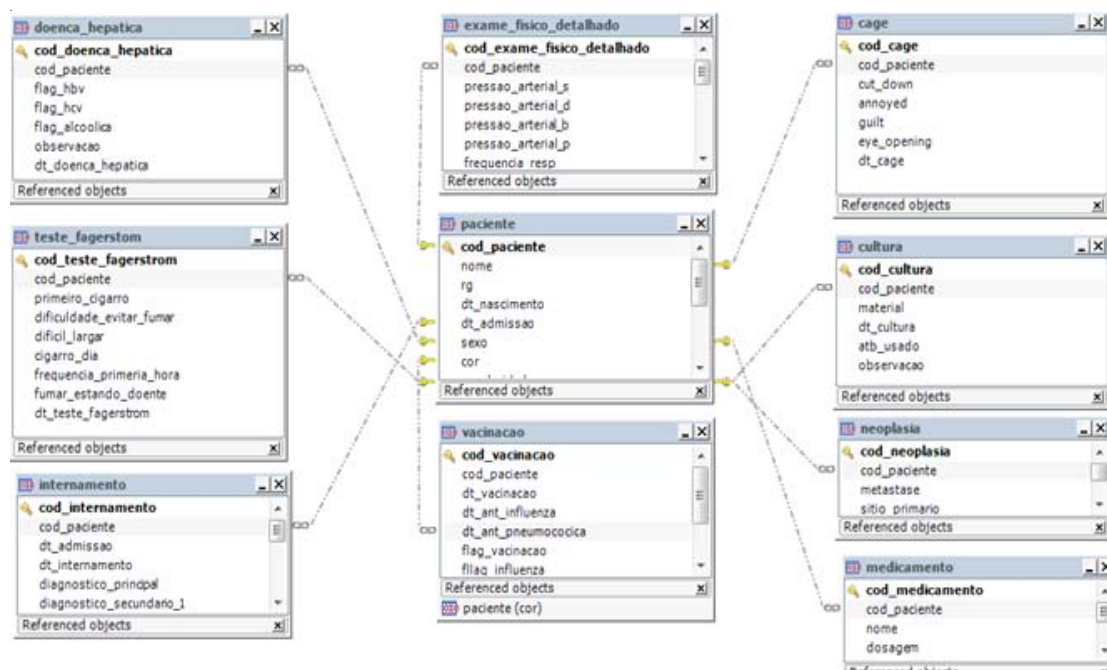 doenca_hepatica
cod_doenca_hepatica
cod_paciente
flag_hbv
flag_hcv
flag_alcoolica
observacao
dt_doenca_hepatica
Referenced objects
exame_fisico_detalhado
cod_exame_fisico_detalhado
cod_paciente
pressao_arterial_s
pressao_arterial_d
pressao_arterial_b
pressao_arterial_p
frequencia_resp
Referenced objects
cage
cod_cage
cod_paciente
cut_down
annoyed
guilt
eye_opening
dt_cage
Referenced objects
teste_fagerstom
cod_teste_fagerstrom
cod_paciente
primeiro_cigarro
dificuldade_evitar_fumar
dificil_largar
cigarro_dia
frequencia_primeria_hora
fumar_estando_doente
dt_teste_fagerstrom
Referenced objects
paciente
cod_paciente
nome
rg
dt_nascimento
dt_admissao
sexo
cor
Referenced objects
cultura
cod_cultura
cod_paciente
material
dt_cultura
atb_usado
observacao
Referenced objects
internamento
cod_internamento
cod_paciente
dt_admissao
dt_internamento
diagnostico_principal
diagnostico_secundario_1
Referenced objects
vacinacao
cod_vacinacao
cod_paciente
dt_vacinacao
dt_ant_influenza
dt_ant_pneumococica
flag_vacinacao
fllag_influenza
Referenced objects
paciente (cor)
neoplasia
cod_neoplasia
cod_paciente
metastase
sitio_primario
Referenced objects
medicamento
cod_medicamento
cod_paciente
nome
dosagem
Referenced objects